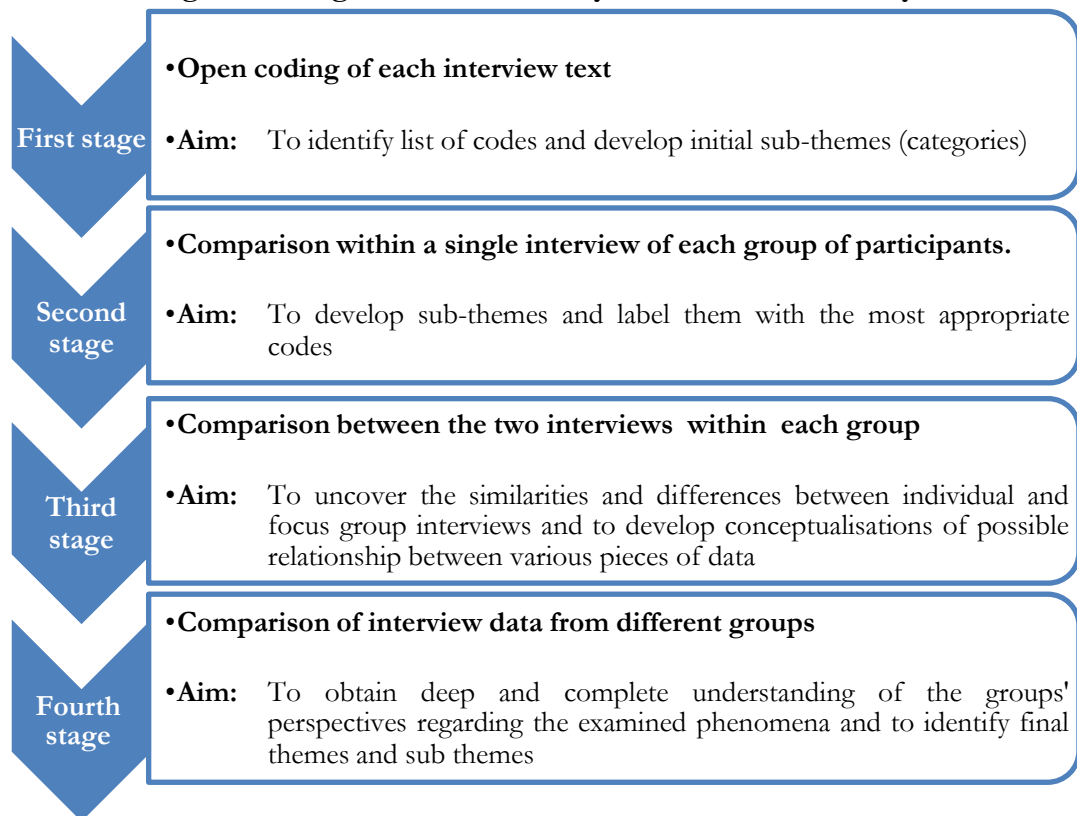 First stage
•Open coding of each interview text
•Aim: To identify list of codes and develop initial sub-themes (categories)
Second
stage
•Comparison within a single interview of each group of participants.
•Aim: To develop sub-themes and label them with the most appropriate
codes
Third
stage
•Comparison between the two interviews within each group
•Aim: To uncover the similarities and differences between individual and
focus group interviews and to develop conceptualisations of possible
relationship between various pieces of data
Fourth
stage
•Comparison of interview data from different groups
•Aim: To obtain deep and complete understanding of the groups'
perspectives regarding the examined phenomena and to identify final
themes and sub themes